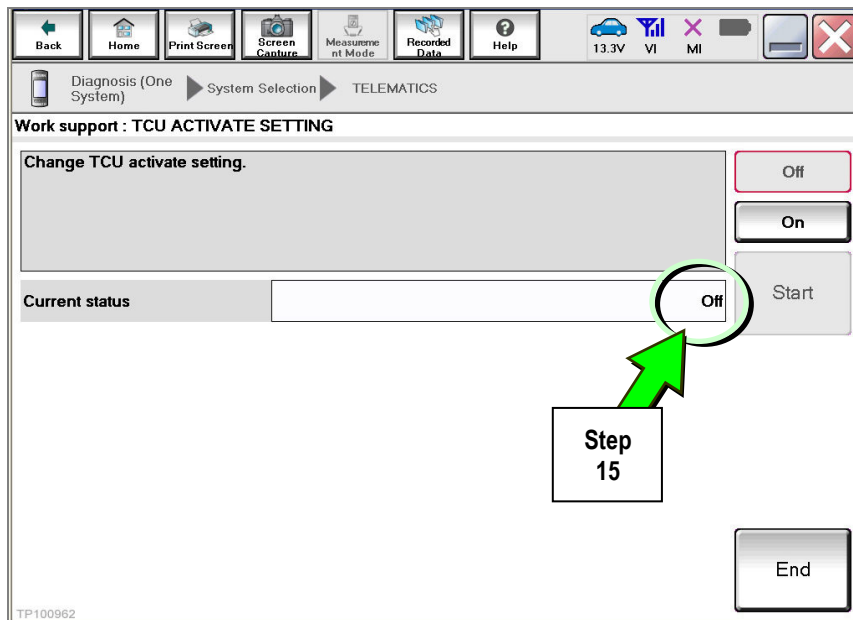 Back
Home
Print Screen
Screen
Capture
Measureme
nt Mode
Recorded
Data
Help
13.3V
VI
MI
Diagnosis (One
System)
System Selection
TELEMATICS
Work support : TCU ACTIVATE SETTING
Change TCU activate setting.
Off
On
Current status
Off
Start
Step
15
End
TP100962